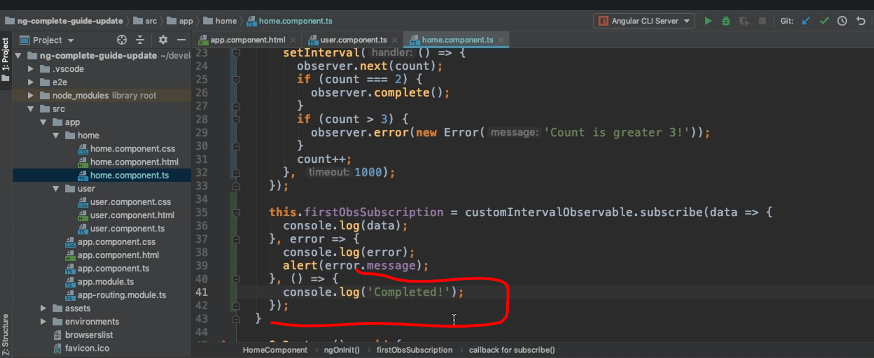 ng-complete-guide-update src app home home.component.ts
Angular CLI Server
Git:
Project
app.component.html
user.component.ts
home.component.ts
1: Project
Z: Structure
ng-complete-guide-update
.vscode
e2e
node_modules library root
src
app
home
home.component.css
home.component.html
home.component.ts
user
user.component.css
user.component.html
user.component.ts
app.component.css
app.component.html
app.component.ts
app.module.ts
app-routing.module.ts
assets
environments
browserslist
favicon.ico
23 setInterval( handler: () => {
24 observer.next(count);
25 if (count === 2) {
26 observer.complete();
27 }
28 if (count > 3) {
29 observer.error(new Error( message: 'Count is greater 3!'));
30 }
31 count++;
32 }, timeout: 1000);
33 });
34
35 this.firstObsSubscription = customIntervalObservable.subscribe(data => {
36 console.log(data);
37 }, error => {
38 console.log(error);
39 alert(error.message);
40 }, () => {
41 console.log('Completed!');
42 });
43 }
44
HomeComponent ngOnInit() firstObsSubscription callback for subscribe()